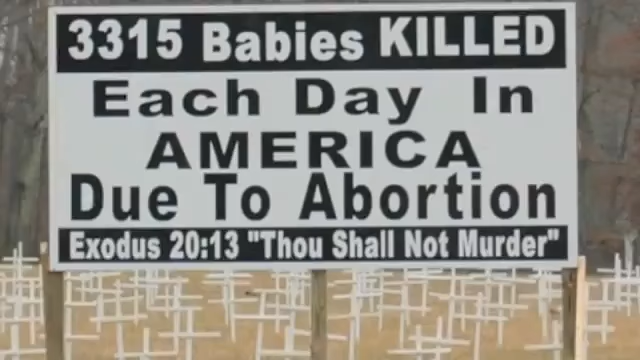 3315 Babies KILLED
Each Day In
AMERICA
Due To Abortion
Exodus 20:13 "Thou Shall Not Murder"